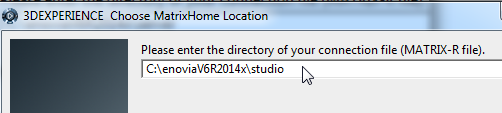 3DEXPERIENCE Choose MatrixHome Location
Please enter the directory of your connection file (MATRIX-R file).
C:\enoviaV6R2014x\studio